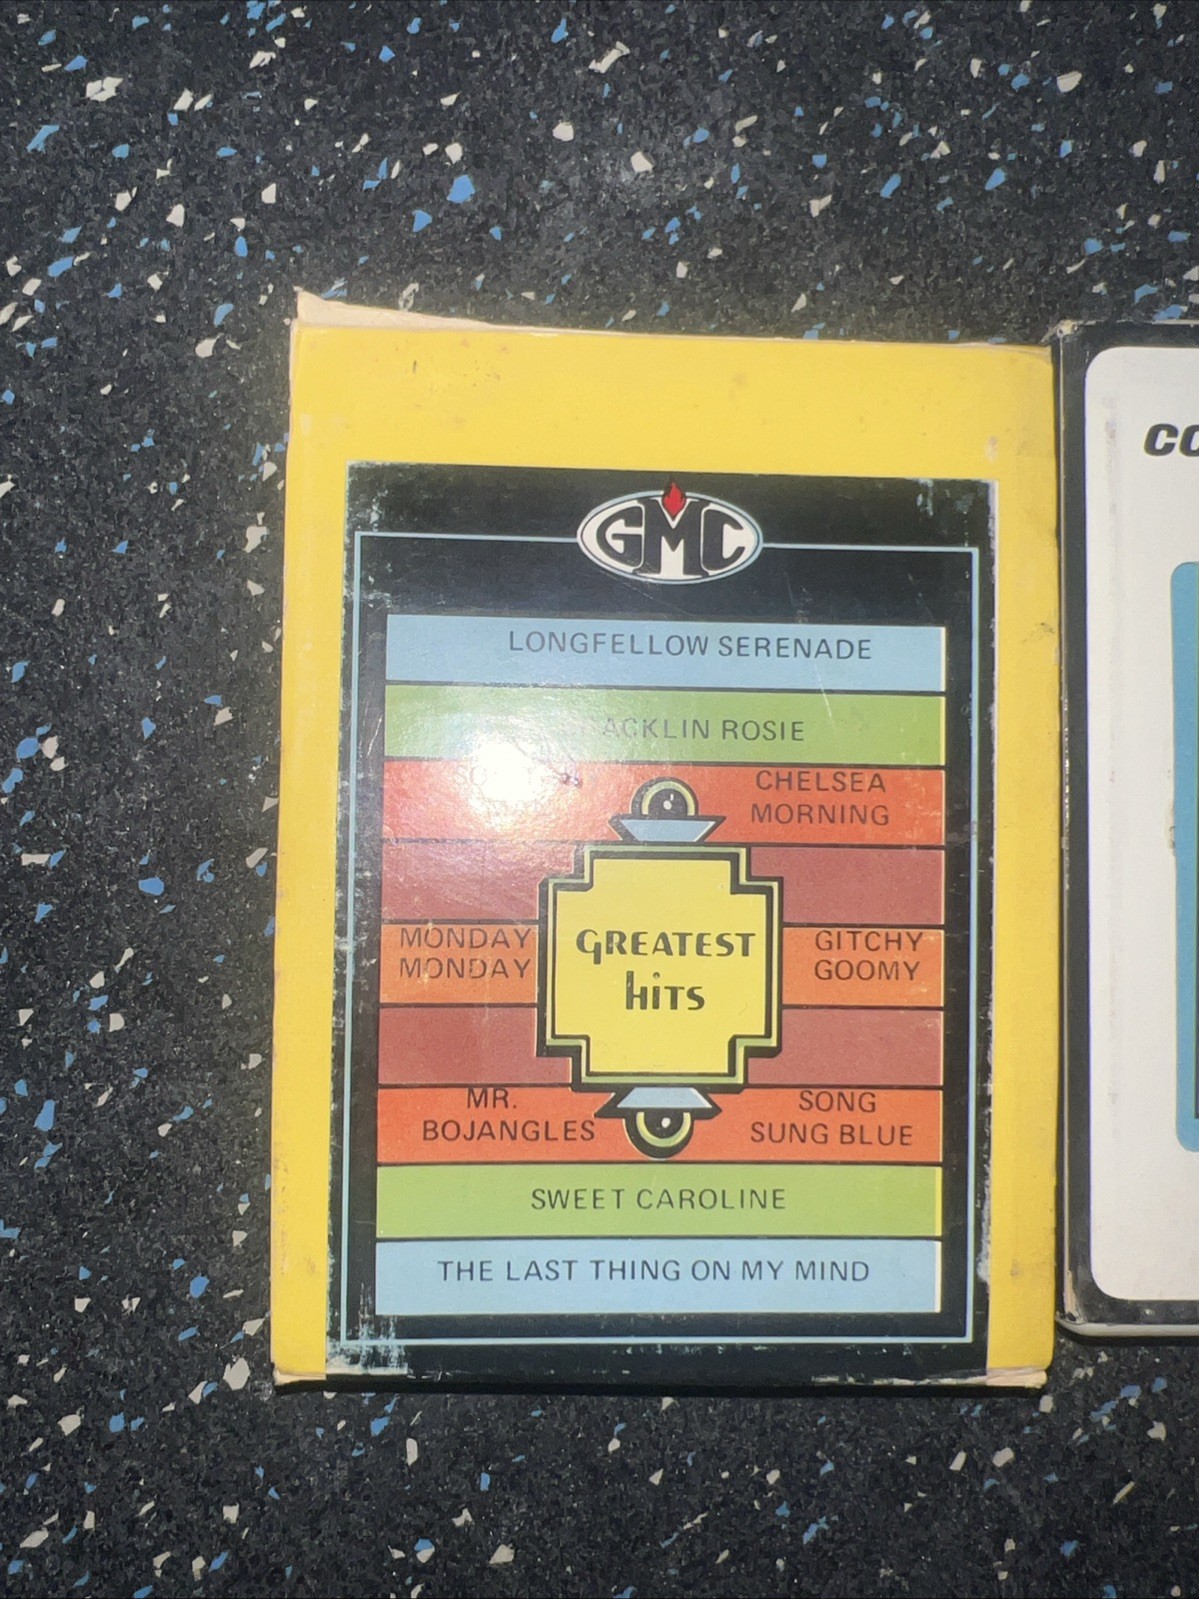 GMC
LONGFELLOW SERENADE
ACKLIN ROSIE
CHELSEA
MORNING
MONDAY
MONDAY
GREATEST
hiTS
GITCHY
GOOMY
MR.
BOJANGLES
SONG
SUNG BLUE
SWEET CAROLINE
THE LAST THING ON MY MIND